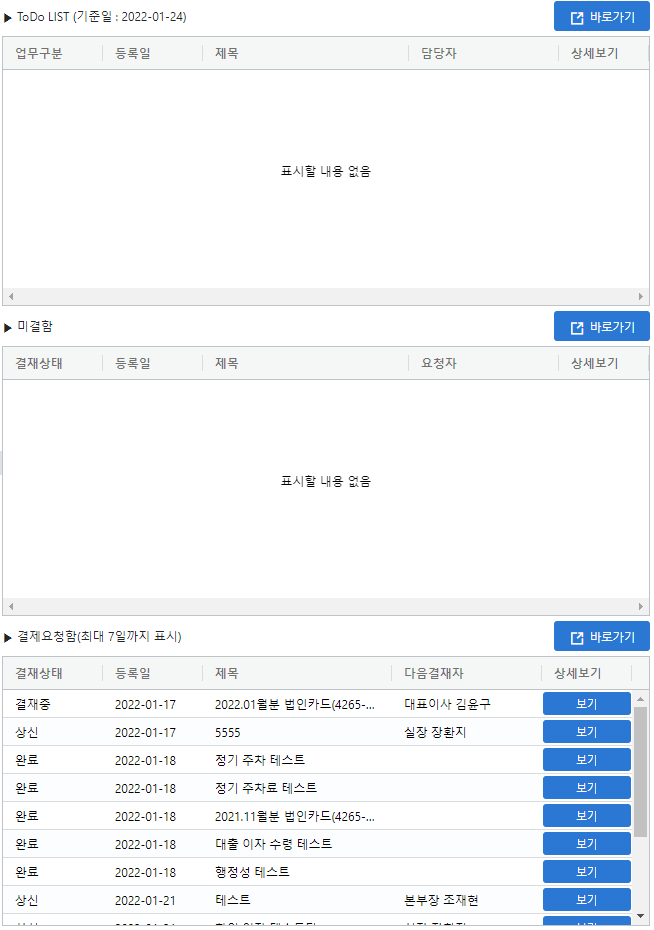 ▶ ToDo LIST (기준일 : 2022-01-24) 바로가기
업무구분 등록일 제목 담당자 상세보기
표시할 내용 없음
▶ 미결함 바로가기
결재상태 등록일 제목 요청자 상세보기
표시할 내용 없음
▶ 결제요청함(최대 7일까지 표시) 바로가기
결재상태 등록일 제목 다음결재자 상세보기
결재중 2022-01-17 2022.01월분 법인카드(4265-... 대표이사 김윤구 보기
상신 2022-01-17 5555 실장 장환지 보기
완료 2022-01-18 정기 주차 테스트 보기
완료 2022-01-18 정기 주차료 테스트 보기
완료 2022-01-18 2021.11월분 법인카드(4265-... 보기
완료 2022-01-18 대출 이자 수령 테스트 보기
완료 2022-01-18 행정성 테스트 보기
상신 2022-01-21 테스트 본부장 조재현 보기